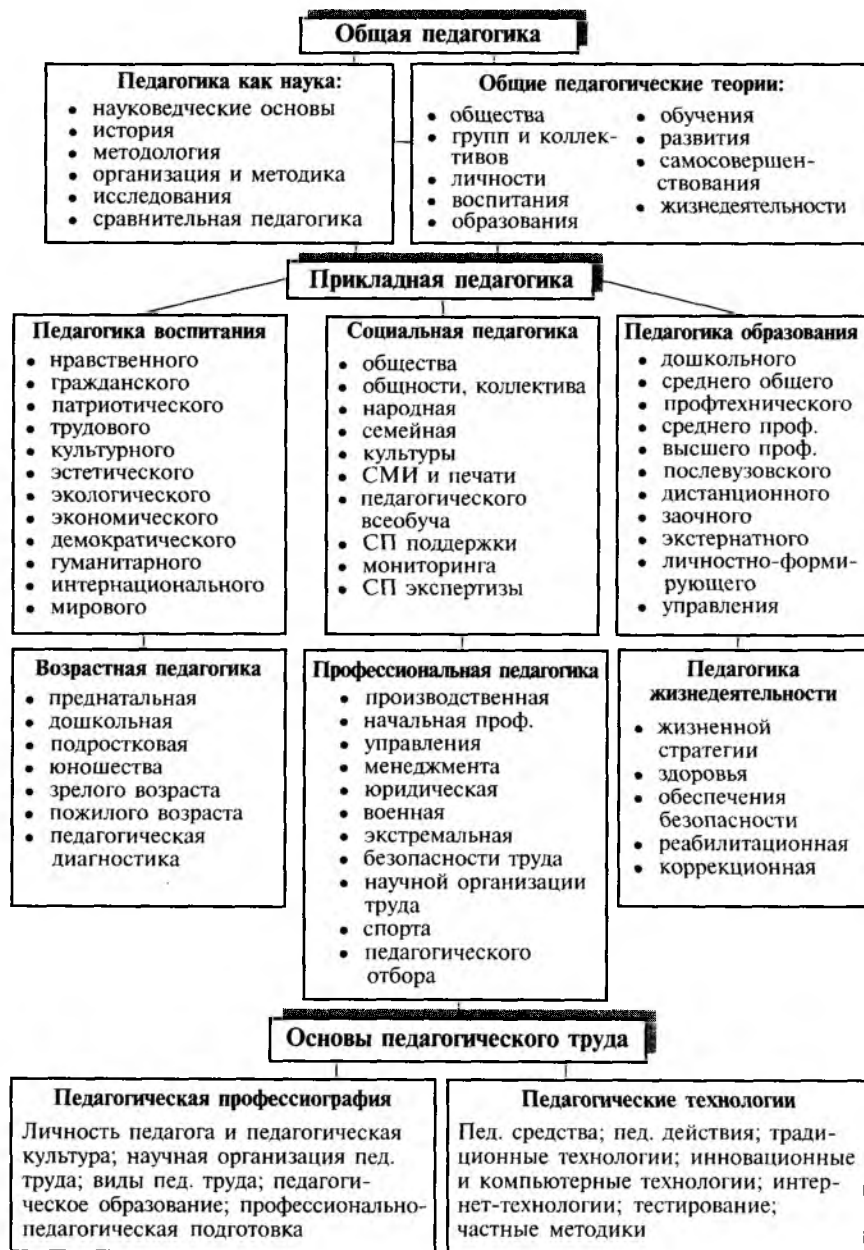 Общая педагогика
Педагогика как наука:
• науковедческие основы
• история
• методология
• организация и методика
• исследования
• сравнительная педагогика
Общие педагогические теории:
• общества
• групп и коллек-
тивов
• личности
• воспитания
• образования
• обучения
• развития
• самосовершен-
ствования
• жизнедеятельности
Прикладная педагогика
Педагогика воспитания
• нравственного
• гражданского
• патриотического
• трудового
• культурного
• эстетического
• экологического
• экономического
• демократического
• гуманитарного
• интернационального
• мирового
Социальная педагогика
• общества
• общности, коллектива
• народная
• семейная
• культуры
• СМИ и печати
• педагогического
всеобуча
• СП поддержки
• мониторинга
• СП экспертизы
Педагогика образования
• дошкольного
• среднего общего
• профтехнического
• среднего проф.
• высшего проф.
• послевузовского
• дистанционного
• заочного
• экстернатного
• личностно-форми-
рующего
• управления
Возрастная педагогика
• преднатальная
• дошкольная
• подростковая
• юношества
• зрелого возраста
• пожилого возраста
• педагогическая
диагностика
Профессиональная педагогика
• производственная
• начальная проф.
• управления
• менеджмента
• юридическая
• военная
• экстремальная
• безопасности труда
• научной организации
труда
• спорта
• педагогического
отбора
Педагогика
жизнедеятельности
• жизненной
стратегии
• здоровья
• обеспечения
безопасности
• реабилитационная
• коррекционная
Основы педагогического труда
Педагогическая профессиография
Личность педагога и педагогическая
культура; научная организация пед.
труда; виды пед. труда; педагоги-
ческое образование; профессионально-
педагогическая подготовка
Педагогические технологии
Пед. средства; пед. действия; тради-
ционные технологии; инновационные
и компьютерные технологии; интер-
нет-технологии; тестирование;
частные методики